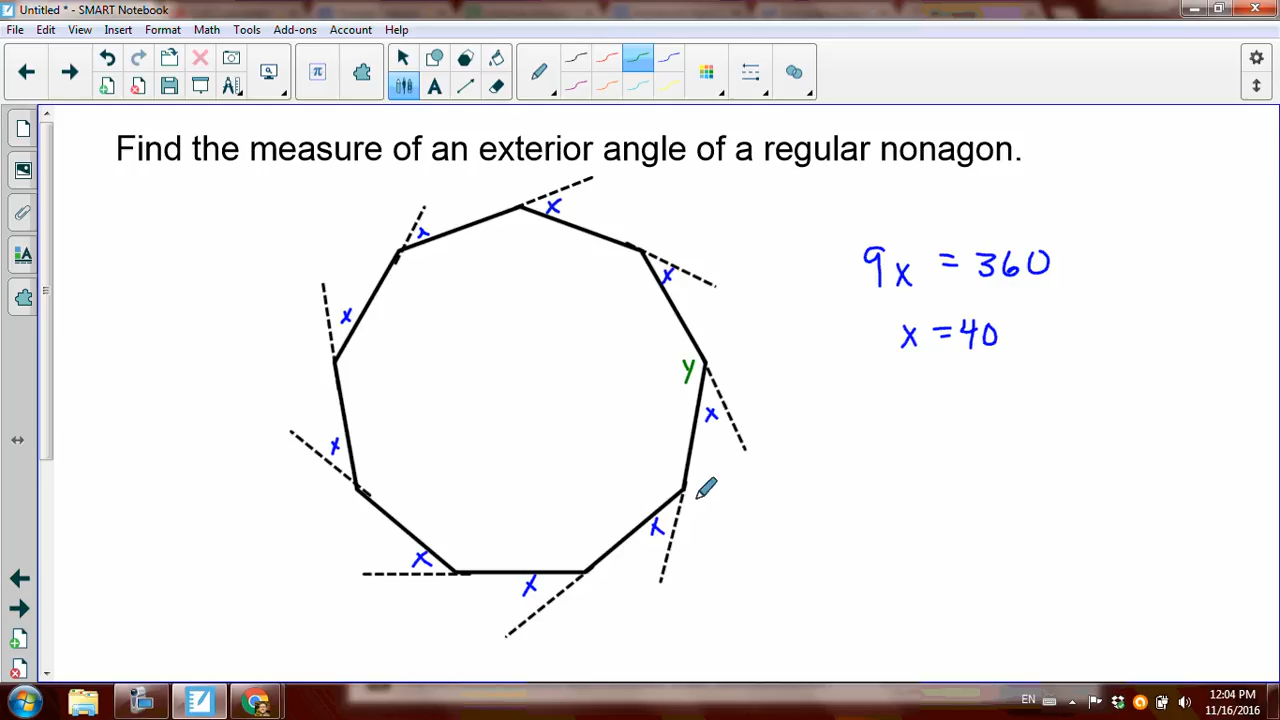 Untitled * - SMART Notebook
File Edit View Insert Format Math Tools Add-ons Account Help
π
A
A
Find the measure of an exterior angle of a regular nonagon.
x
x
x
x
x
y
x
x
x
x
9x = 360
x = 40
EN
12:04 PM
11/16/2016